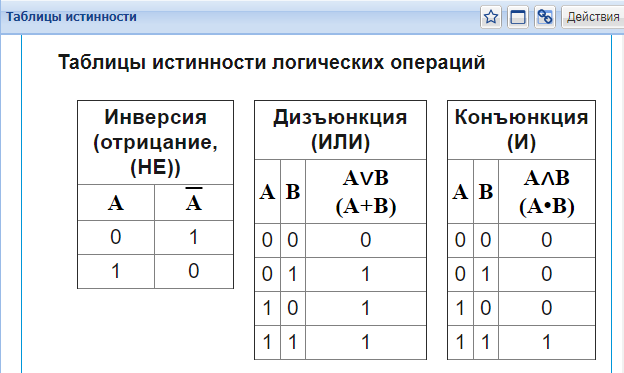 Таблицы истинности
Действия
Таблицы истинности логических операций
Инверсия
(отрицание,
(НЕ))
A A̅
0 1
1 0
Дизъюнкция
(ИЛИ)
A B A∨B
(A+B)
0 0 0
0 1 1
1 0 1
1 1 1
Конъюнкция
(И)
A B A∧B
(A•B)
0 0 0
0 1 0
1 0 0
1 1 1